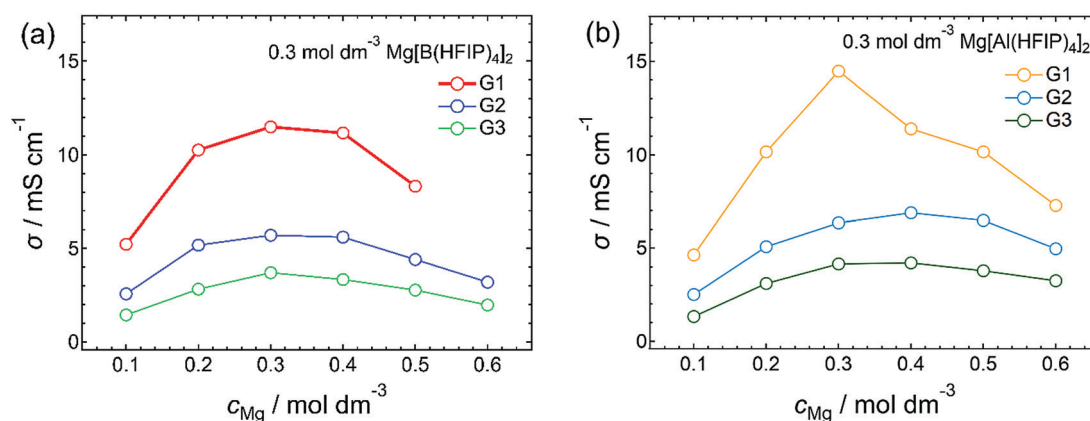 (a)
0.3 mol dm⁻³ Mg[B(HFIP)₄]₂
G1
G2
G3
15
10
5
0
σ / mS cm⁻¹
0.1 0.2 0.3 0.4 0.5 0.6
c_Mg / mol dm⁻³
(b)
0.3 mol dm⁻³ Mg[Al(HFIP)₄]₂
G1
G2
G3
15
10
5
0
σ / mS cm⁻¹
0.1 0.2 0.3 0.4 0.5 0.6
c_Mg / mol dm⁻³